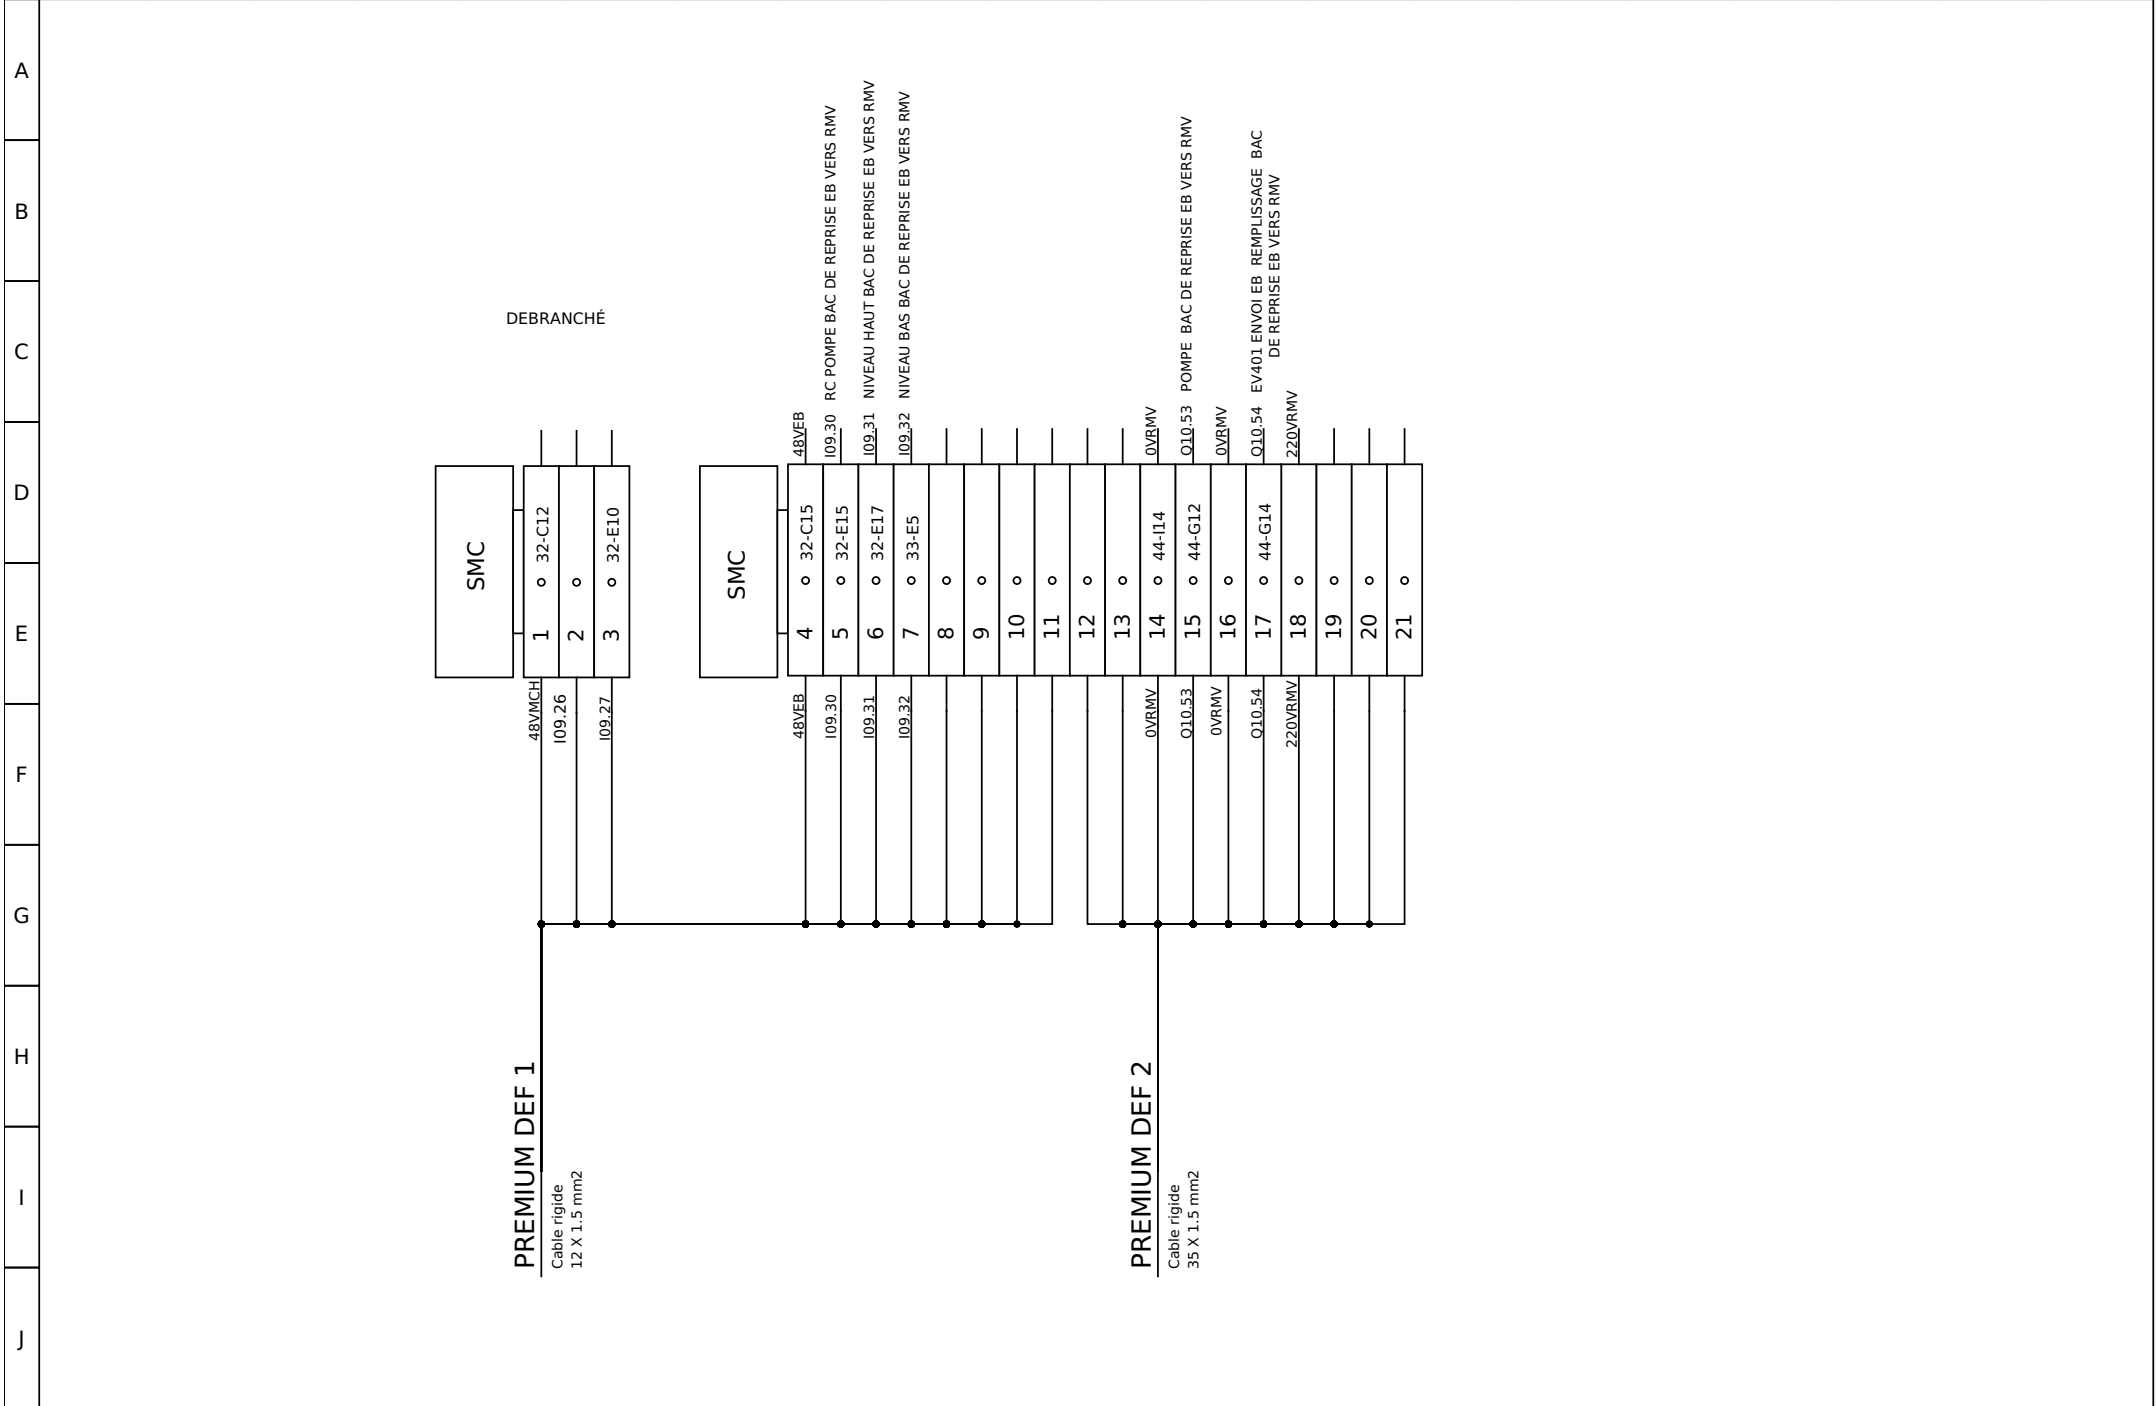 A
B
C
D
E
F
G
H
I
J
DEBRANCHÉ
SMC
1
32-C12
2
3
32-E10
48VMCH
I09.26
I09.27
SMC
48VEB
I09.30 RC POMPE BAC DE REPRISE EB VERS RMV
I09.31 NIVEAU HAUT BAC DE REPRISE EB VERS RMV
I09.32 NIVEAU BAS BAC DE REPRISE EB VERS RMV
0VRMV
Q10.53 POMPE BAC DE REPRISE EB VERS RMV
0VRMV
Q10.54 EV401 ENVOI EB REMPLISSAGE BAC
DE REPRISE EB VERS RMV
220VRMV
4
32-C15
5
32-E15
6
32-E17
7
33-E5
8
9
10
11
12
13
14
44-I14
15
44-G12
16
17
44-G14
18
19
20
21
48VEB
I09.30
I09.31
I09.32
0VRMV
Q10.53
0VRMV
Q10.54
220VRMV
PREMIUM DEF 1
Cable rigide
12 X 1.5 mm2
PREMIUM DEF 2
Cable rigide
35 X 1.5 mm2